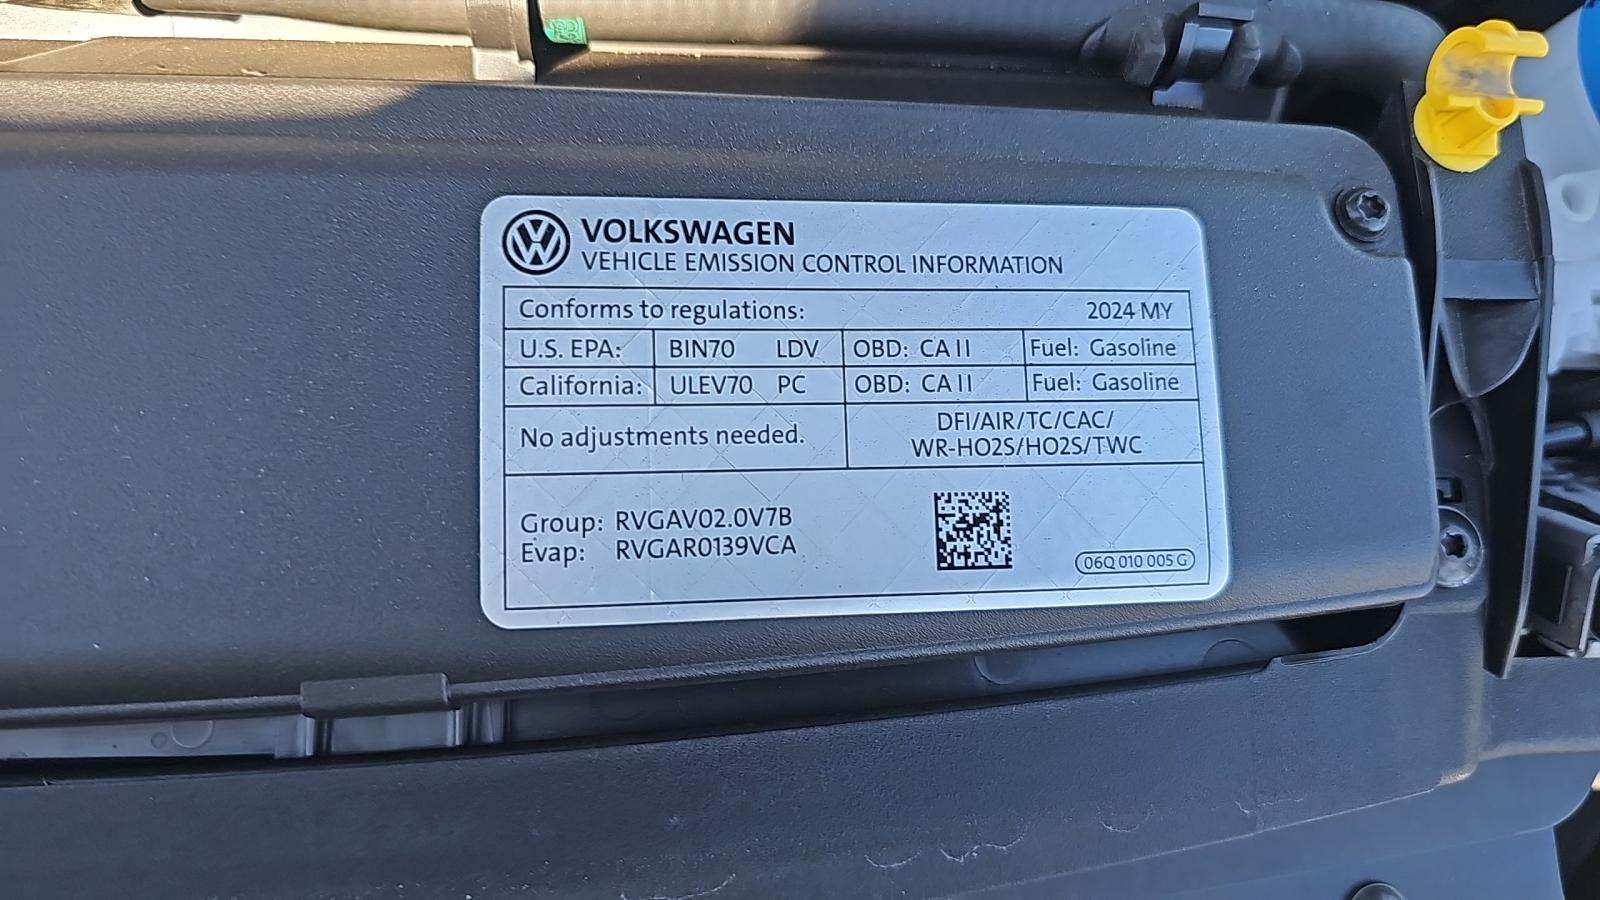 VOLKSWAGEN
VEHICLE EMISSION CONTROL INFORMATION
Conforms to regulations: 2024 MY
U.S. EPA: BIN70 LDV OBD: CA II Fuel: Gasoline
California: ULEV70 PC OBD: CA II Fuel: Gasoline
No adjustments needed.
DFI/AIR/TC/CAC/
WR-HO2S/HO2S/TWC
Group: RVGAV02.0V7B
Evap: RVGAR0139VCA
06Q 010 005 G